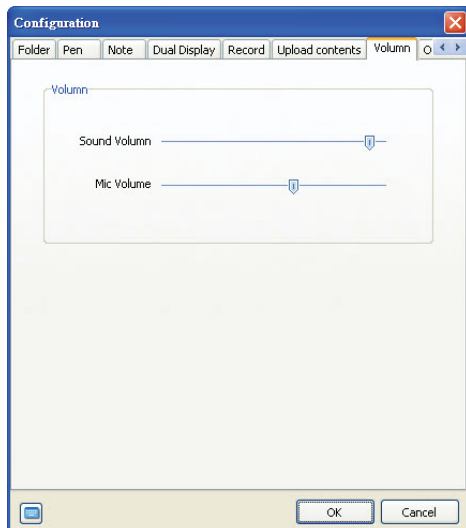 Configuration
Folder Pen Note Dual Display Record Upload contents Volumn O
Volumn
Sound Volumn
Mic Volume
OK Cancel